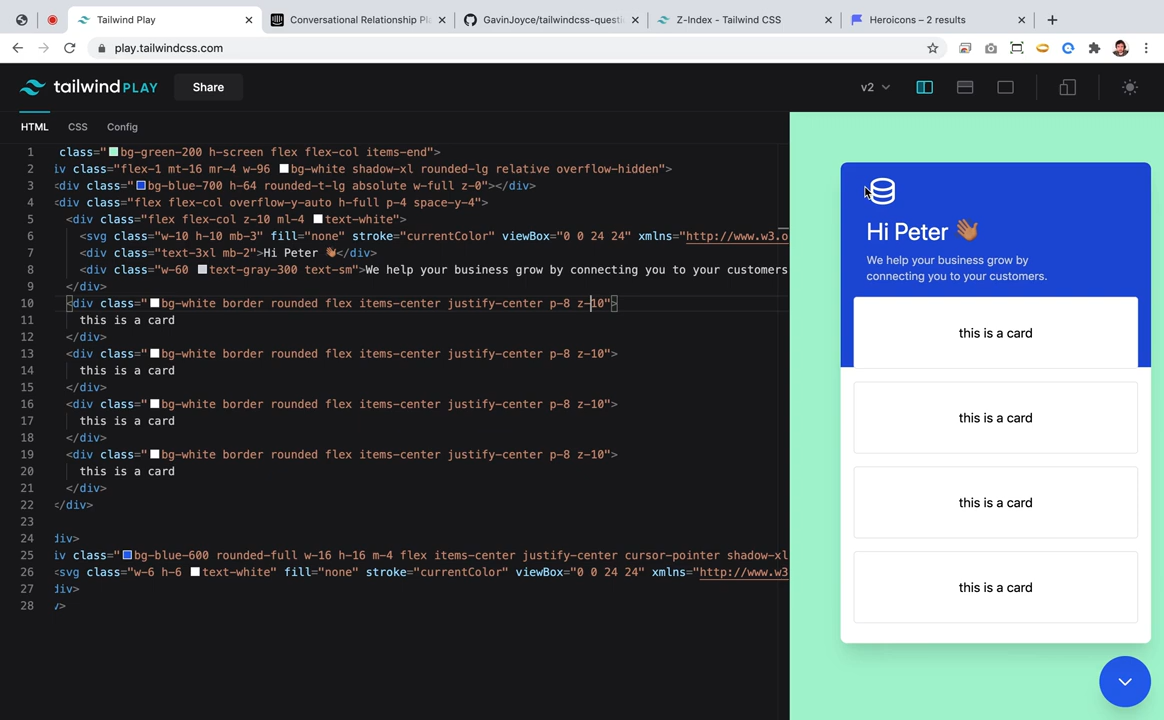 Tailwind Play
Conversational Relationship Pl
GavinJoyce/tailwindcss-questi
Z-Index - Tailwind CSS
Heroicons – 2 results
play.tailwindcss.com
tailwind PLAY
Share
v2
HTML CSS Config
1 class="bg-green-200 h-screen flex flex-col items-end">
2 iv class="flex-1 mt-16 mr-4 w-96 bg-white shadow-xl rounded-lg relative overflow-hidden">
3 <div class="bg-blue-700 h-64 rounded-t-lg absolute w-full z-0"></div>
4 <div class="flex flex-col overflow-y-auto h-full p-4 space-y-4">
5 <div class="flex flex-col z-10 ml-4 text-white">
6 <svg class="w-10 h-10 mb-3" fill="none" stroke="currentColor" viewBox="0 0 24 24" xmlns="http://www.w3.o
7 <div class="text-3xl mb-2">Hi Peter 👋🏽</div>
8 <div class="w-60 text-gray-300 text-sm">We help your business grow by connecting you to your customers
9 </div>
10 <div class="bg-white border rounded flex items-center justify-center p-8 z-10">
11 this is a card
12 </div>
13 <div class="bg-white border rounded flex items-center justify-center p-8 z-10">
14 this is a card
15 </div>
16 <div class="bg-white border rounded flex items-center justify-center p-8 z-10">
17 this is a card
18 </div>
19 <div class="bg-white border rounded flex items-center justify-center p-8 z-10">
20 this is a card
21 </div>
22 </div>
23
24 div>
25 iv class="bg-blue-600 rounded-full w-16 h-16 m-4 flex items-center justify-center cursor-pointer shadow-xl
26 <svg class="w-6 h-6 text-white" fill="none" stroke="currentColor" viewBox="0 0 24 24" xmlns="http://www.w3
27 div>
28 />
Hi Peter 👋🏽
We help your business grow by
connecting you to your customers.
this is a card
this is a card
this is a card
this is a card